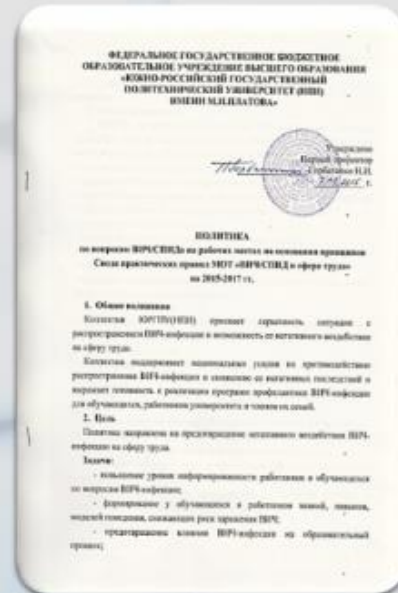 ФЕДЕРАЛЬНОЕ ГОСУДАРСТВЕННОЕ БЮДЖЕТНОЕ
ОБРАЗОВАТЕЛЬНОЕ УЧРЕЖДЕНИЕ ВЫСШЕГО ОБРАЗОВАНИЯ
«ЮЖНО-РОССИЙСКИЙ ГОСУДАРСТВЕННЫЙ
ПОЛИТЕХНИЧЕСКИЙ УНИВЕРСИТЕТ (НПИ)
ИМЕНИ М.И.ПЛАТОВА»
Утверждаю
Первый проректор
Горбатенко Н.И.
2015 г.
ПОЛИТИКА
по вопросам ВИЧ/СПИДа на рабочих местах на основании принципов
Свода практических правил МОТ «ВИЧ/СПИД и сфера труда»
на 2015-2017 гг.
1. Общие положения
Коллектив ЮРГПУ(НПИ) признает серьезность ситуации с
распространением ВИЧ-инфекции и возможность ее негативного воздействия
на сферу труда.
Коллектив поддерживает национальные усилия по противодействию
распространения ВИЧ-инфекции и снижению ее негативных последствий и
выражает готовность к реализации программ профилактики ВИЧ-инфекции
для обучающихся, работников университета и членов их семей.
2. Цель
Политика направлена на предотвращение негативного воздействия ВИЧ-
инфекции на сферу труда.
Задачи:
- повышение уровня информированности работников и обучающихся
по вопросам ВИЧ-инфекции;
- формирование у обучающихся и работников знаний, навыков,
моделей поведения, снижающих риск заражения ВИЧ;
- предотвращение влияния ВИЧ-инфекции на образовательный
процесс;